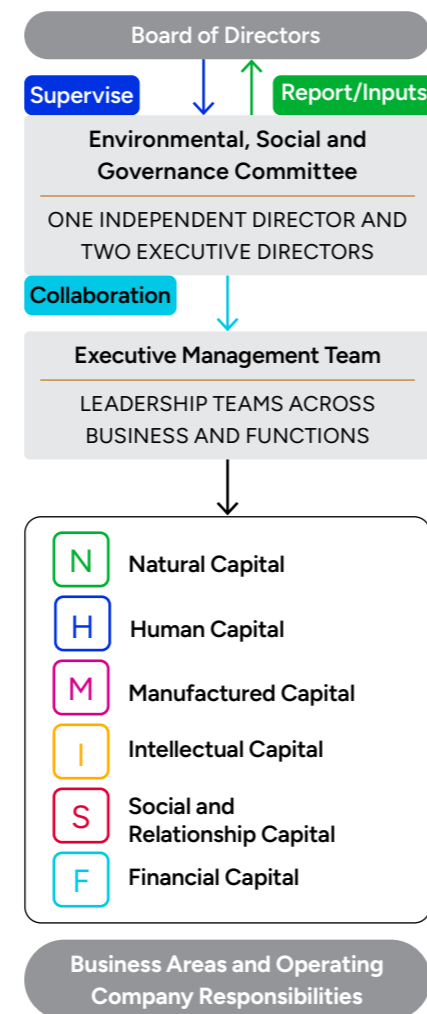 Board of Directors
Supervise
Report/Inputs
Environmental, Social and
Governance Committee
ONE INDEPENDENT DIRECTOR AND
TWO EXECUTIVE DIRECTORS
Collaboration
Executive Management Team
LEADERSHIP TEAMS ACROSS
BUSINESS AND FUNCTIONS
N Natural Capital
H Human Capital
M Manufactured Capital
I Intellectual Capital
S Social and
Relationship Capital
F Financial Capital
Business Areas and Operating
Company Responsibilities